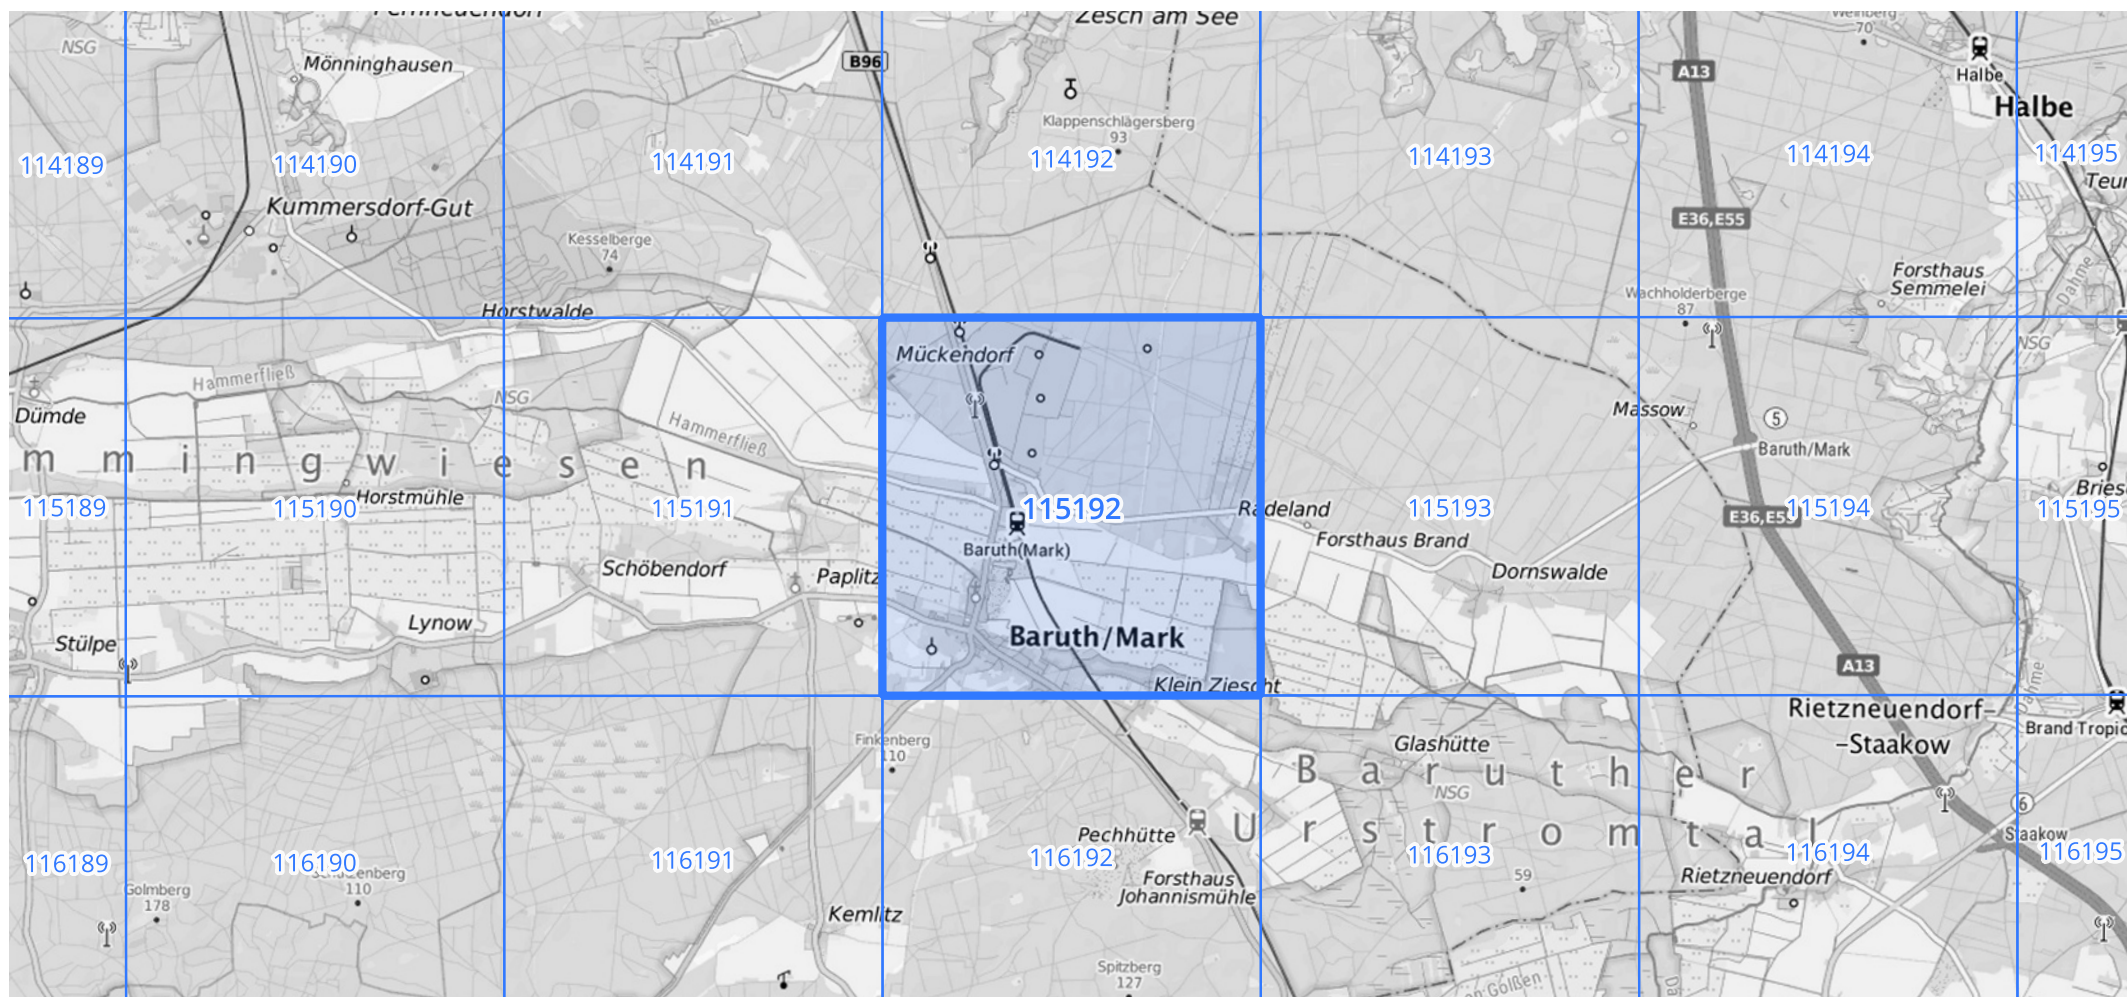 Zesch am See
NSG
Mönninghausen
B96
A13
70
Halbe
Halbe
Klappenschlägersberg
93
114189
114190
114191
114192
114193
114194
114195
Kummersdorf-Gut
E36,E55
Kesselberge
74
Forsthaus
Semmelei
Dahme
Wachholderberge
87
Horstwalde
Mückendorf
NSG
Hammerfließ
NSG
Dümde
Hammerfließ
Massow
5
Baruth/Mark
m m i n g w i e s e n
Horstmühle
115189
115190
115191
115192
115193
115194
115195
Radeland
E36,E55
Forsthaus Brand
Baruth(Mark)
Schöbendorf
Paplitz
Dornswalde
Lynow
Stülpe
Baruth/Mark
A13
Klein Ziescht
Rietzneuendorf-
-Staakow
Brand Tropic
Finkenberg
110
Glashütte
B a r u t h e r
NSG
6
Pechhütte
U r s t r o m t a l
Staakow
116189
116190
116191
116192
116193
116194
116195
Golmberg
178
110
Forsthaus
Johannismühle
59
Rietzneuendorf
Kemlitz
Spitzberg
127